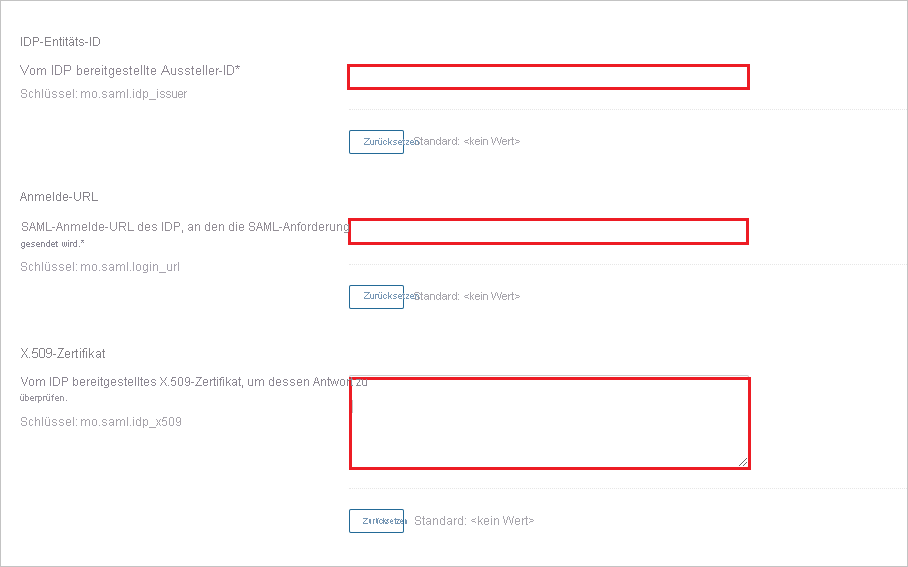 IDP-Entitäts-ID
Vom IDP bereitgestellte Aussteller-ID*
Schlüssel: mo.saml.idp_issuer
Zurücksetzen Standard: <kein Wert>
Anmelde-URL
SAML-Anmelde-URL des IDP, an den die SAML-Anforderung
gesendet wird.*
Schlüssel: mo.saml.login_url
Zurücksetzen Standard: <kein Wert>
X.509-Zertifikat
Vom IDP bereitgestelltes X.509-Zertifikat, um dessen Antwort zu
überprüfen.
Schlüssel: mo.saml.idp_x509
Zurücksetzen Standard: <kein Wert>